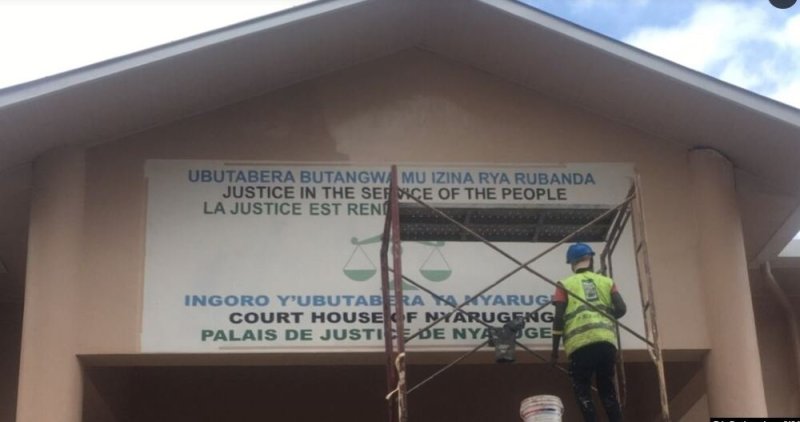 UBUTABERA BUTANGWA MU IZINA RYA RUBANDA
JUSTICE IN THE SERVICE OF THE PEOPLE
LA JUSTICE EST
INGORO Y'UBUTABERA YA
COURT HOUSE OF
PALAIS DE JUSTICE DE